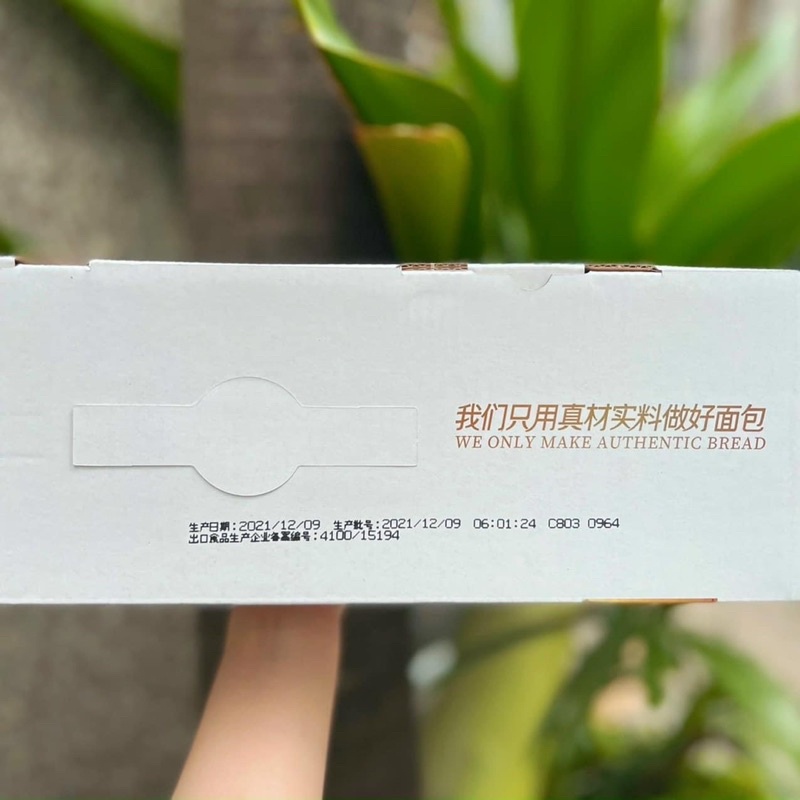 我们只用真材实料做好面包
WE ONLY MAKE AUTHENTIC BREAD
生产日期:2021/12/09 生产批号:2021/12/09 06:01:24 C803 0964
出口食品生产企业备案编号:4100/15194